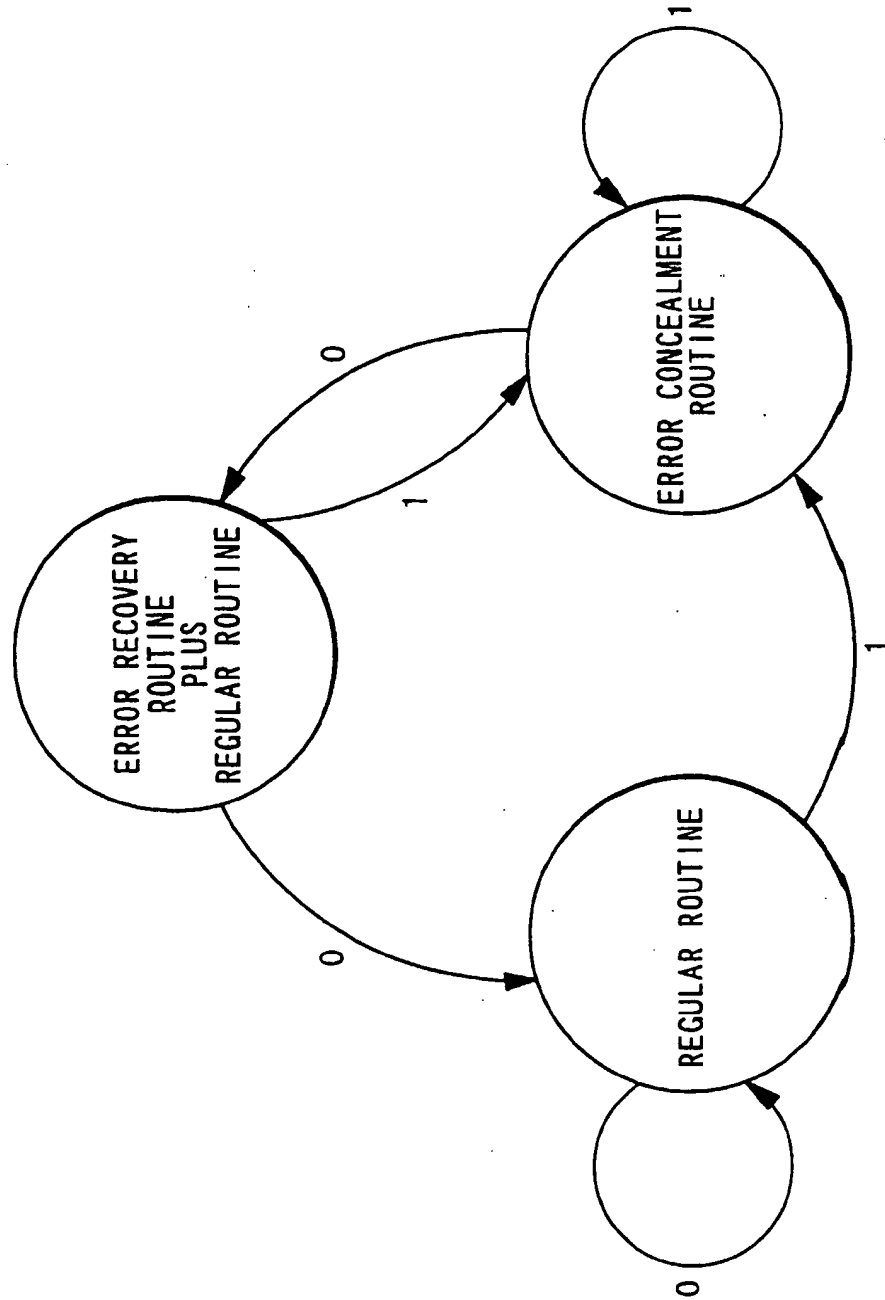 ERROR RECOVERY
ROUTINE
PLUS
REGULAR ROUTINE
0
0
1
REGULAR ROUTINE
ERROR CONCEALMENT
ROUTINE
0
1
1